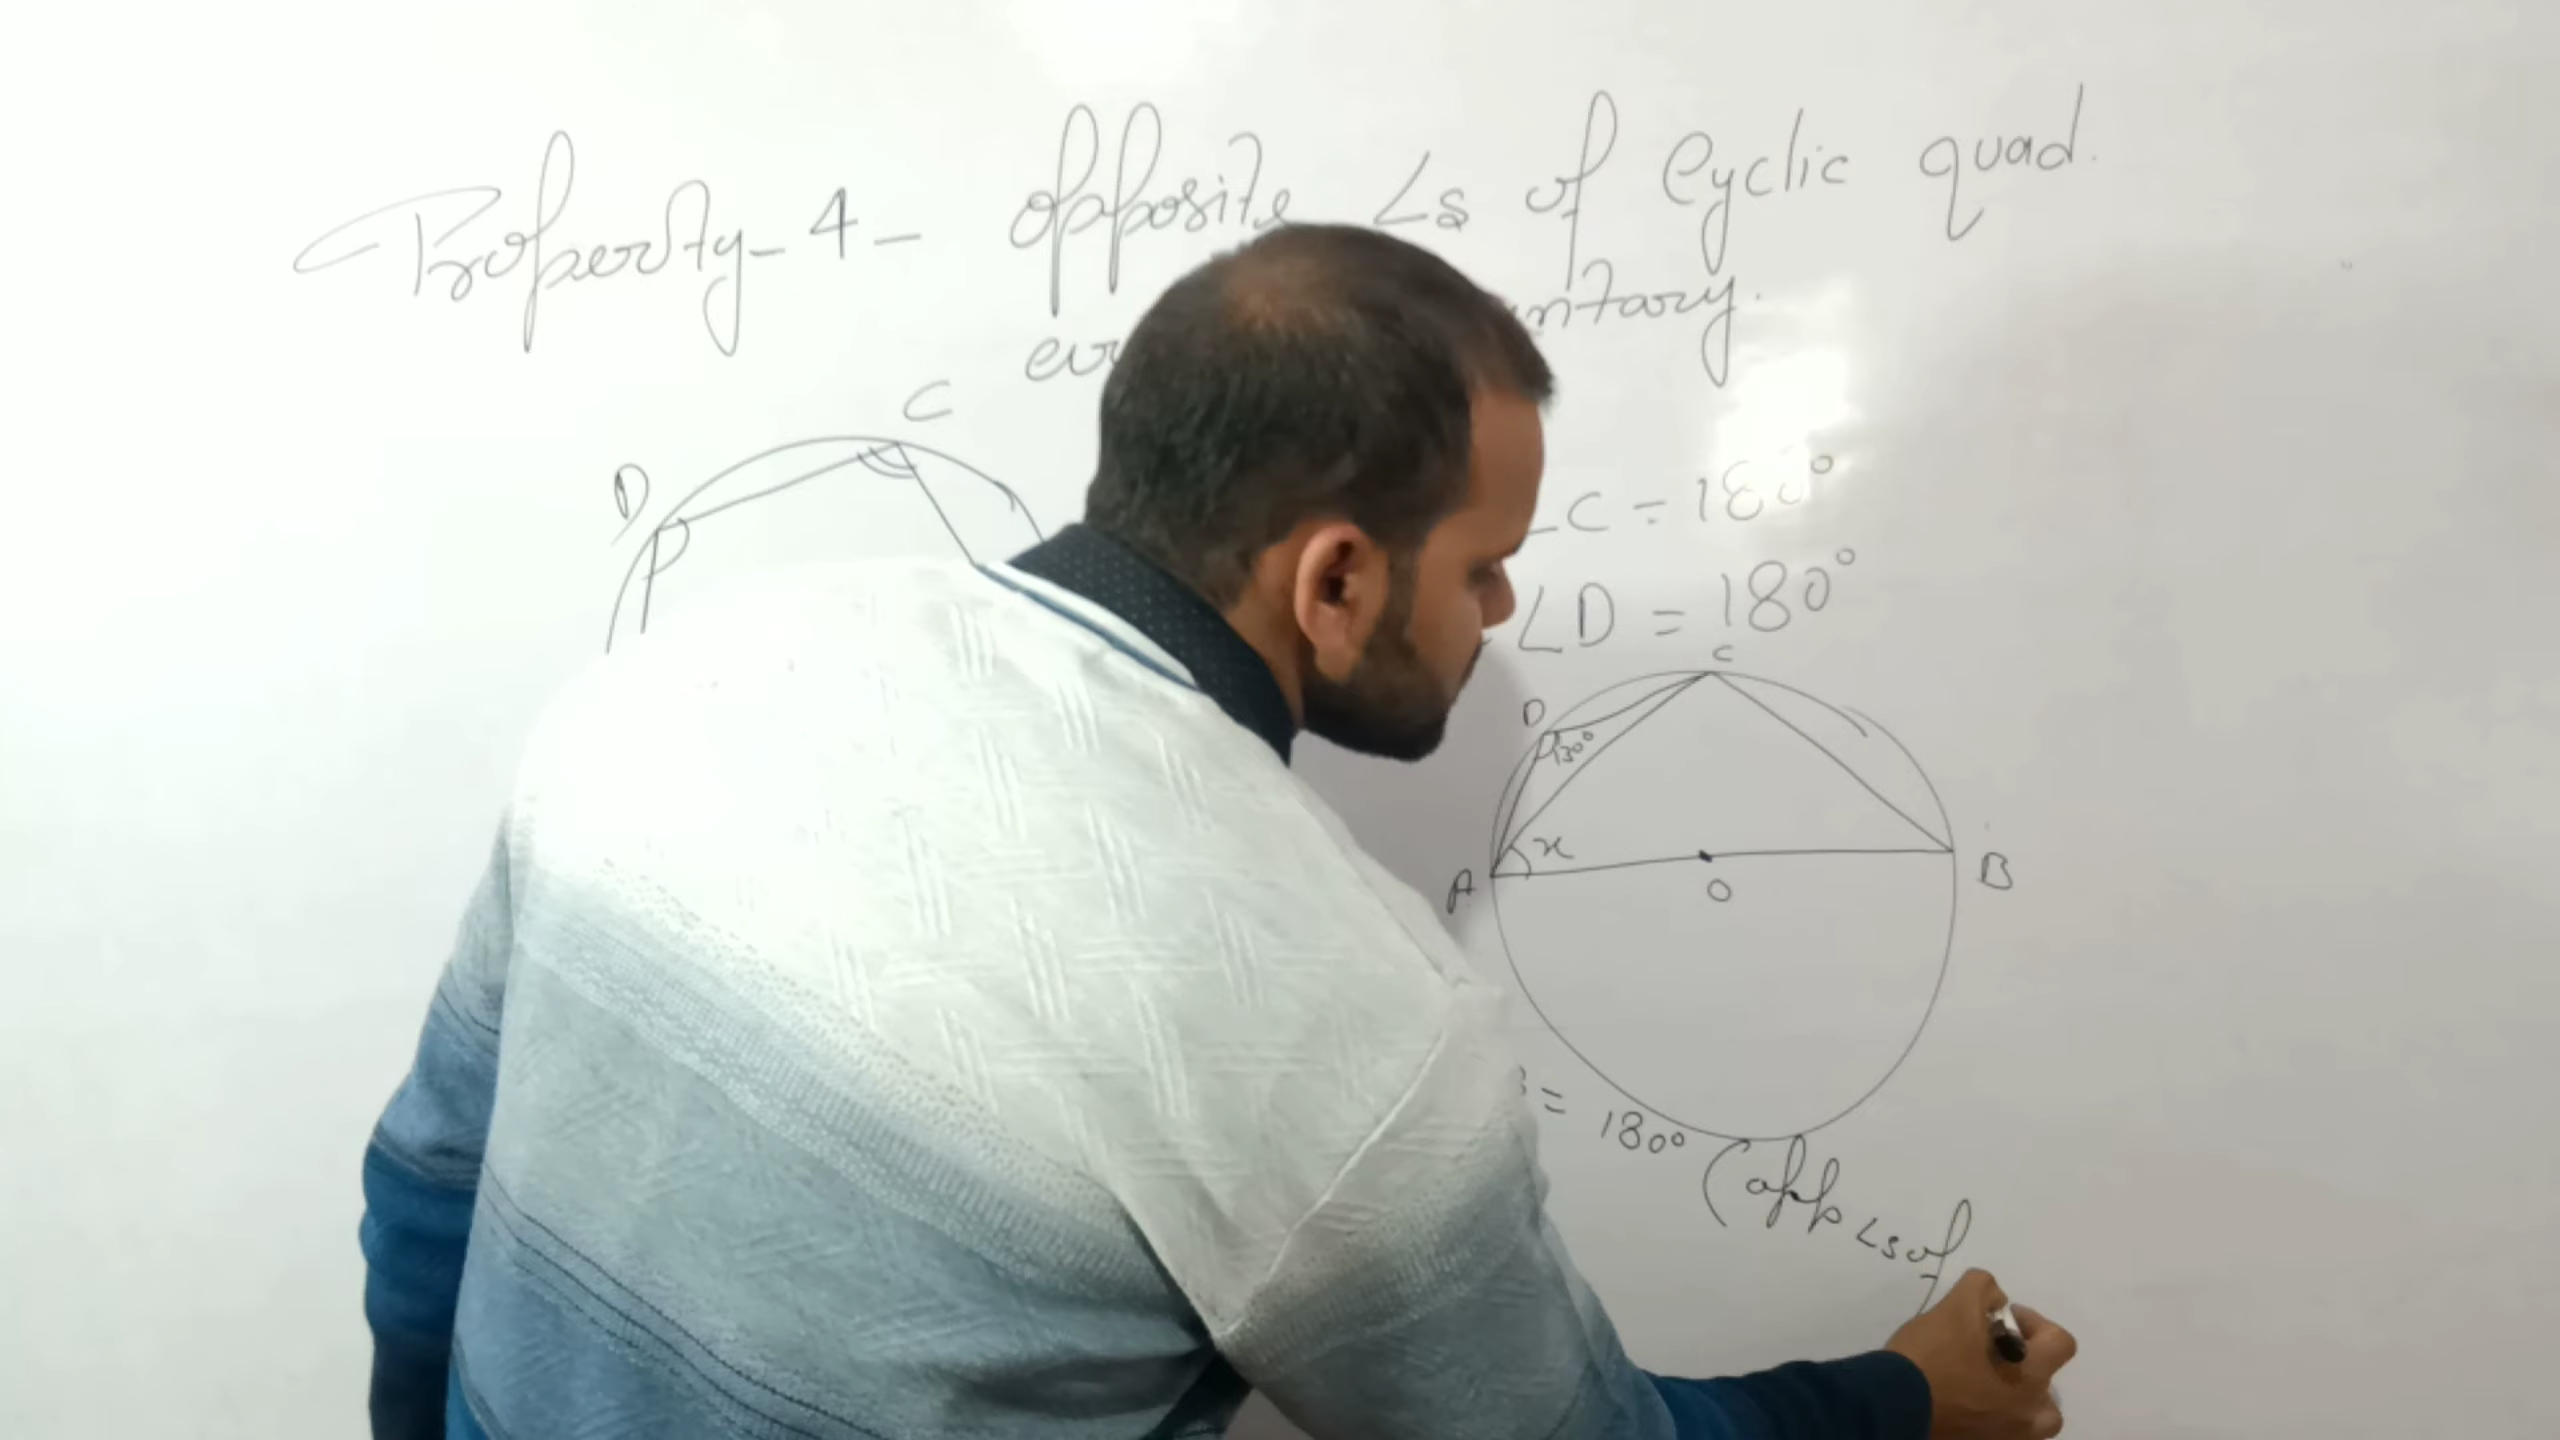 Property-4- opposite ∠s of Cyclic quad.
C
D
∠C = 180°
∠D = 180°
C
D
130°
x
A
O
B
= 180° (opp ∠s of